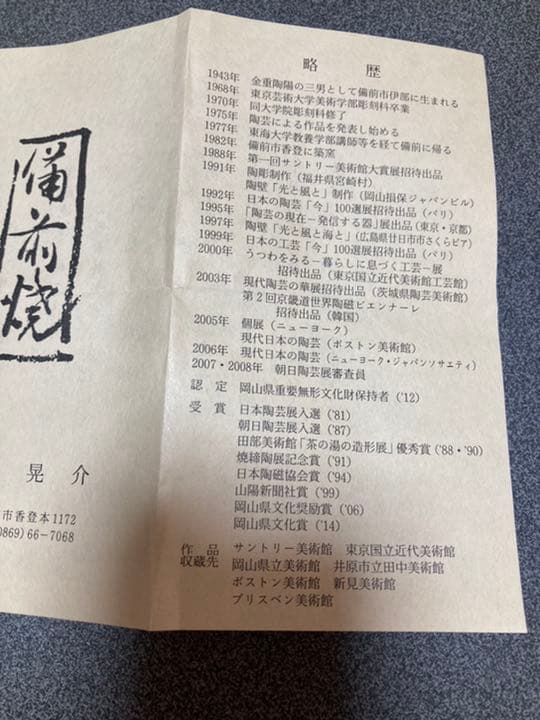 備前焼
晃介
市香登本1172
0869) 66-7068
略歴
1943年 金重陶陽の三男として備前市伊部に生まれる
1968年 東京芸術大学美術学部彫刻科卒業
1970年 同大学院彫刻科修了
1975年 陶芸による作品を発表し始める
1977年 東海大学教養学部講師等を経て備前に帰る
1982年 備前市香登に築窯
1988年 第一回サントリー美術館大賞展招待出品
1991年 陶彫制作（福井県宮崎村）
陶壁「光と風と」制作（岡山損保ジャパンビル）
1992年 日本の陶芸「今」100選展招待出品（パリ）
1995年 「陶芸の現在－発信する器」展出品（東京・京都）
1997年 陶壁「光と風と海と」（広島県廿日市市さくらピア）
1999年 日本の工芸「今」100選展招待出品（パリ）
2000年 うつわをみる－暮らしに息づく工芸－展
招待出品（東京国立近代美術館工芸館）
2003年 現代陶芸の華展招待出品（茨城県陶芸美術館）
第2回京畿道世界陶磁ビエンナーレ
招待出品（韓国）
2005年 個展（ニューヨーク）
現代日本の陶芸（ボストン美術館）
2006年 現代日本の陶芸（ニューヨーク・ジャパンソサエティ）
2007・2008年 朝日陶芸展審査員
認定 岡山県重要無形文化財保持者（'12）
受賞 日本陶芸展入選（'81）
朝日陶芸展入選（'87）
田部美術館「茶の湯の造形展」優秀賞（'88・'90）
焼締陶展記念賞（'91）
日本陶磁協会賞（'94）
山陽新聞社賞（'99）
岡山県文化奨励賞（'06）
岡山県文化賞（'14）
作品収蔵先 サントリー美術館 東京国立近代美術館
岡山県立美術館 井原市立田中美術館
ボストン美術館 新見美術館
ブリスベン美術館